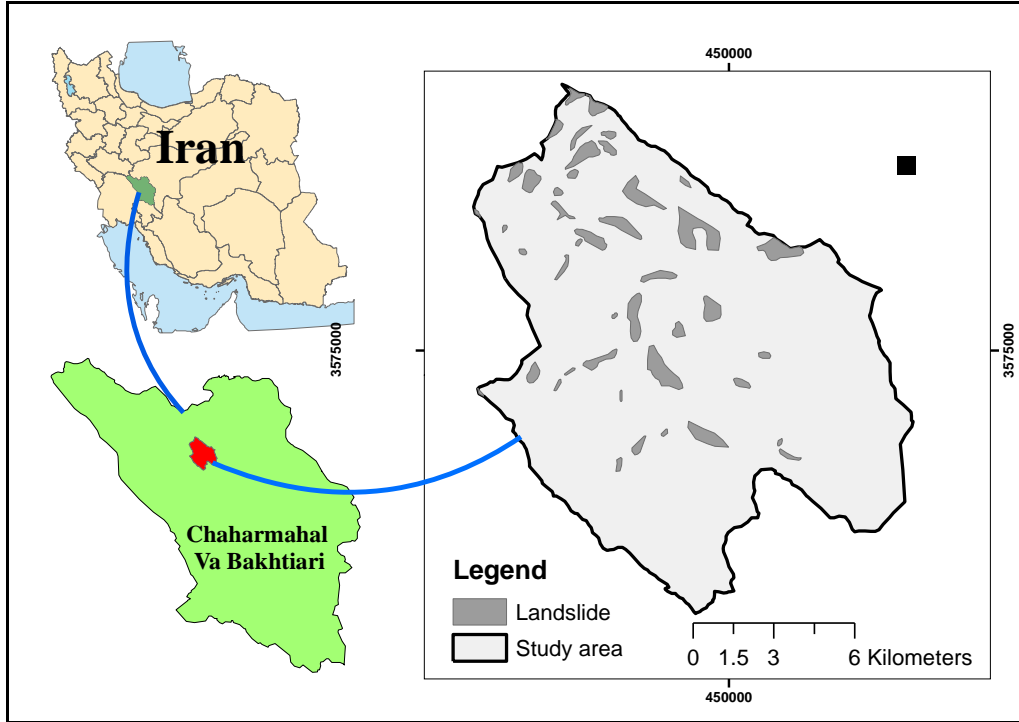 Iran
450000
3575000
3575000
Chaharmahal
Va Bakhtiari
Legend
Landslide
Study area
0 1.5 3 6 Kilometers
450000